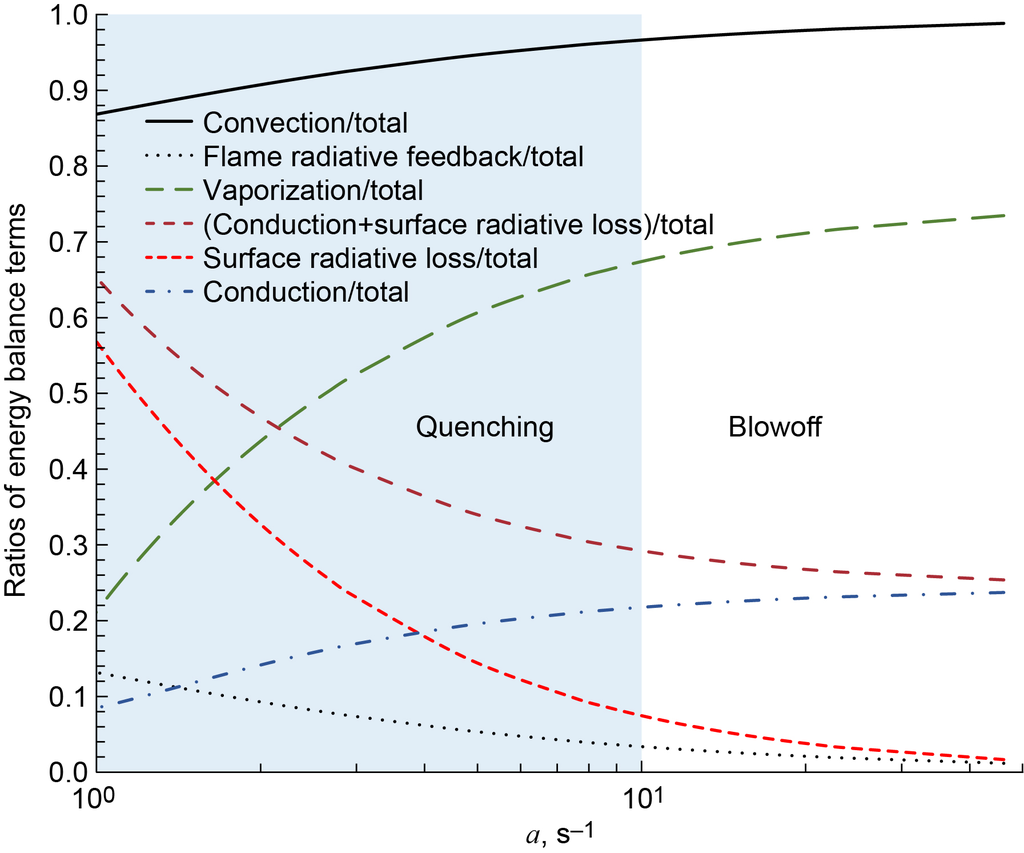 1.0
0.9
0.8
0.7
0.6
0.5
0.4
0.3
0.2
0.1
0.0
Ratios of energy balance terms
Convection/total
Flame radiative feedback/total
Vaporization/total
(Conduction+surface radiative loss)/total
Surface radiative loss/total
Conduction/total
Quenching
Blowoff
10⁰
10¹
a, s⁻¹